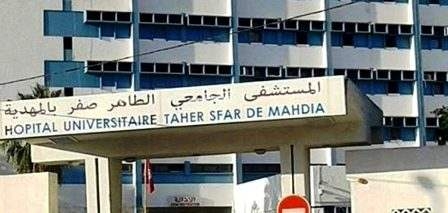 المستشفى الجامعي الطاهر صفر بالمهدية
HOPITAL UNIVERSITAIRE TAHER SFAR DE MAHDIA